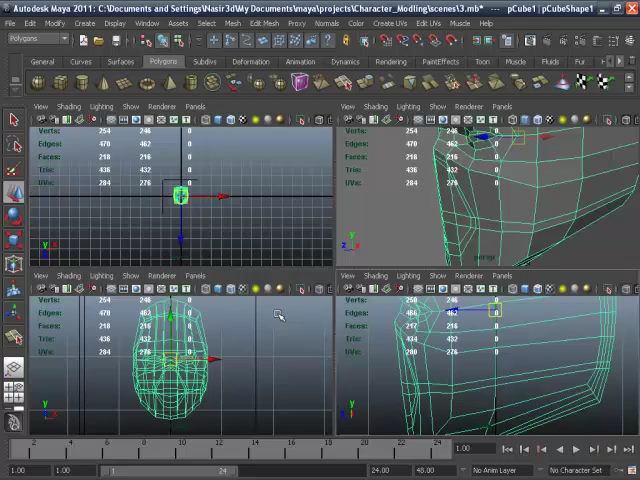 Autodesk Maya 2011: C:\Documents and Settings\Nasir3d\My Documents\maya\projects\Character_Modling\scenes\3.mb* --- pCube1 | pCubeShape1
File Edit Modify Create Display Window Assets Select Mesh Edit Mesh Proxy Normals Color Create UVs Edit UVs Muscle Help
Polygons
General Curves Surfaces Polygons Subdivs Deformation Animation Dynamics Rendering PaintEffects Toon Muscle Fluids Fur
View Shading Lighting Show Renderer Panels
Verts: 254 246 0
Edges: 470 468 0
Faces: 218 216 0
Tris: 436 432 0
UVs: 284 276 0
View Shading Lighting Show Renderer Panels
Verts: 254 246 0
Edges: 470 468 0
Faces: 218 216 0
Tris: 436 432 0
UVs: 284 276 0
persp
View Shading Lighting Show Renderer Panels
Verts: 254 246 0
Edges: 470 468 0
Faces: 218 216 0
Tris: 436 432 0
UVs: 284 276 0
View Shading Lighting Show Renderer Panels
Verts: 250 246 0
Edges: 466 462 0
Faces: 217 216 0
Tris: 434 432 0
UVs: 280 276 0
2 4 6 8 10 12 14 16 18 20 22 24
1.00
1.00 1.00 1 24 24.00 48.00 No Anim Layer No Character Set